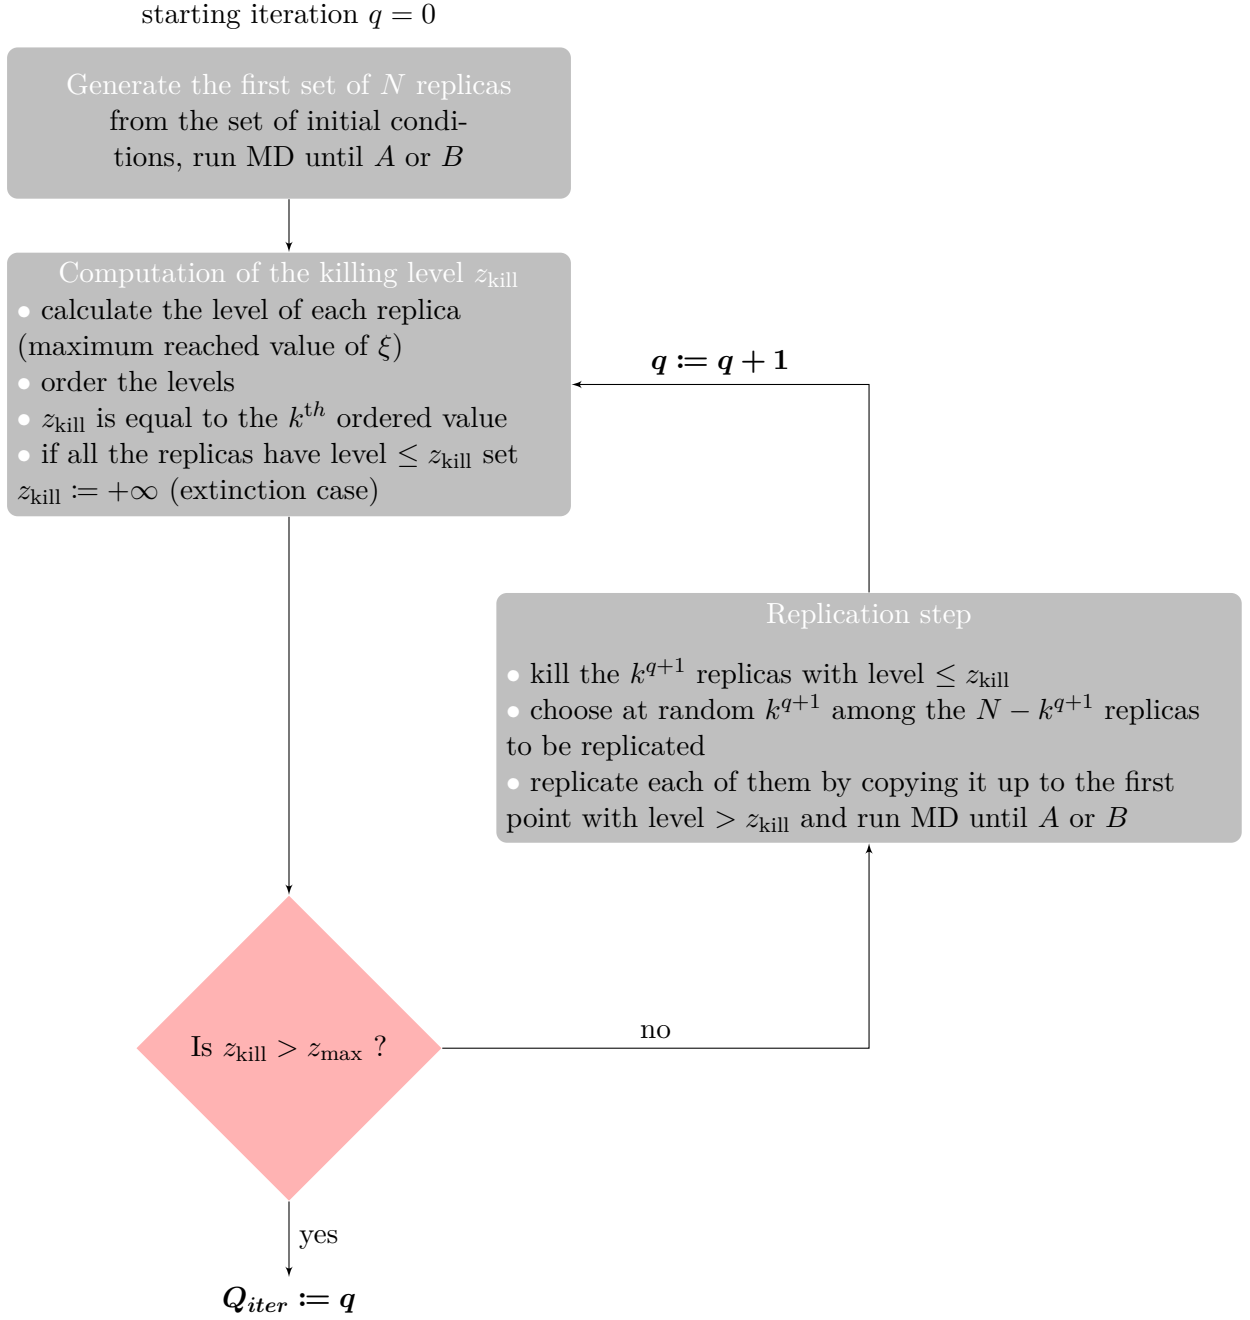 starting iteration q = 0
Generate the first set of N replicas
from the set of initial condi-
tions, run MD until A or B
Computation of the killing level z_kill
• calculate the level of each replica
(maximum reached value of ξ)
• order the levels
• z_kill is equal to the k^th ordered value
• if all the replicas have level ≤ z_kill set
z_kill := +∞ (extinction case)
q := q + 1
Replication step
• kill the k^{q+1} replicas with level ≤ z_kill
• choose at random k^{q+1} among the N − k^{q+1} replicas
to be replicated
• replicate each of them by copying it up to the first
point with level > z_kill and run MD until A or B
Is z_kill > z_max ?
no
yes
Q_iter := q